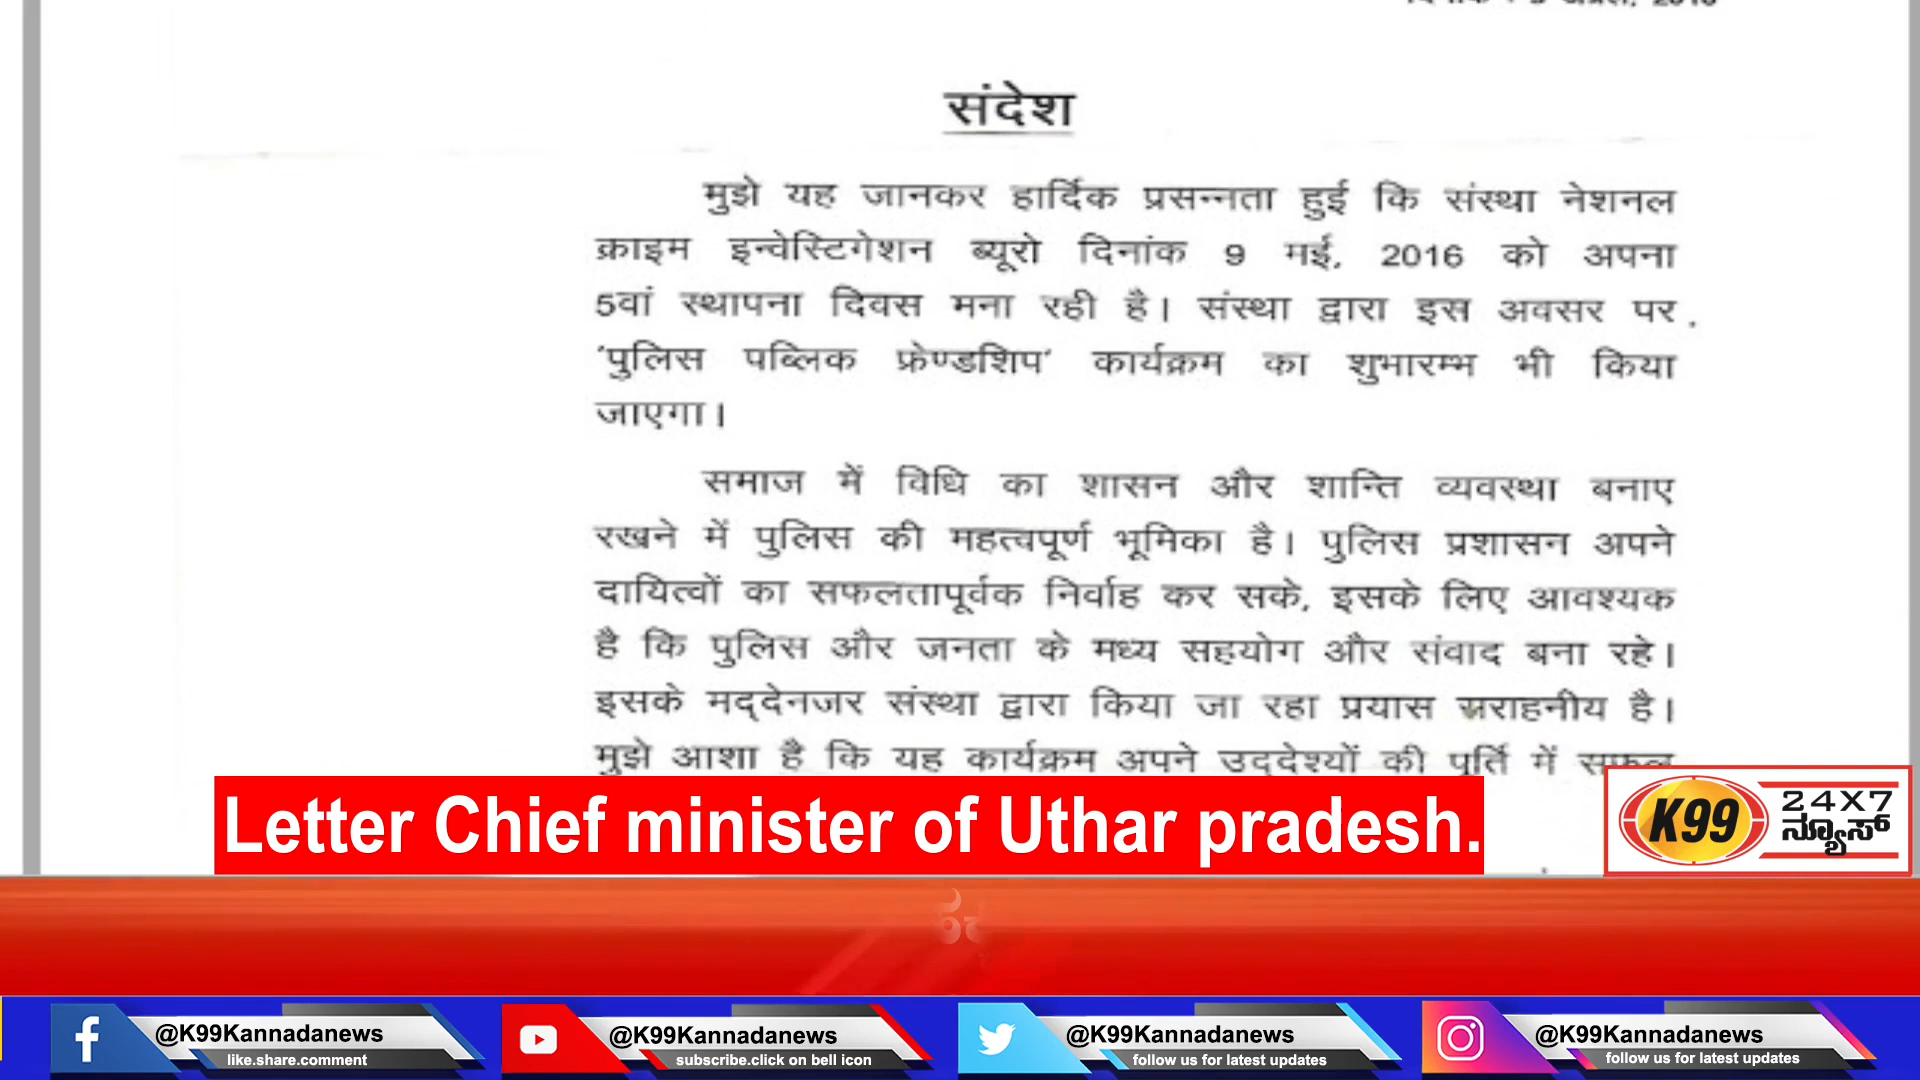 संदेश
मुझे यह जानकर हार्दिक प्रसन्नता हुई कि संस्था नेशनल
क्राइम इन्वेस्टिगेशन ब्यूरो दिनांक 9 मई, 2016 को अपना
5वां स्थापना दिवस मना रही है। संस्था द्वारा इस अवसर पर
'पुलिस पब्लिक फ्रेण्डशिप' कार्यक्रम का शुभारम्भ भी किया
जाएगा।
समाज में विधि का शासन और शान्ति व्यवस्था बनाए
रखने में पुलिस की महत्वपूर्ण भूमिका है। पुलिस प्रशासन अपने
दायित्वों का सफलतापूर्वक निर्वाह कर सके, इसके लिए आवश्यक
है कि पुलिस और जनता के मध्य सहयोग और संवाद बना रहे।
इसके मद्देनजर संस्था द्वारा किया जा रहा प्रयास सराहनीय है।
मुझे आशा है कि यह कार्यक्रम अपने उद्देश्यों की पूर्ति में सफल
Letter Chief minister of Uthar pradesh.
K99 24X7
ನ್ಯೂಸ್
@K99Kannadanews
like.share.comment
@K99Kannadanews
subscribe.click on bell icon
@K99Kannadanews
follow us for latest updates
@K99Kannadanews
follow us for latest updates